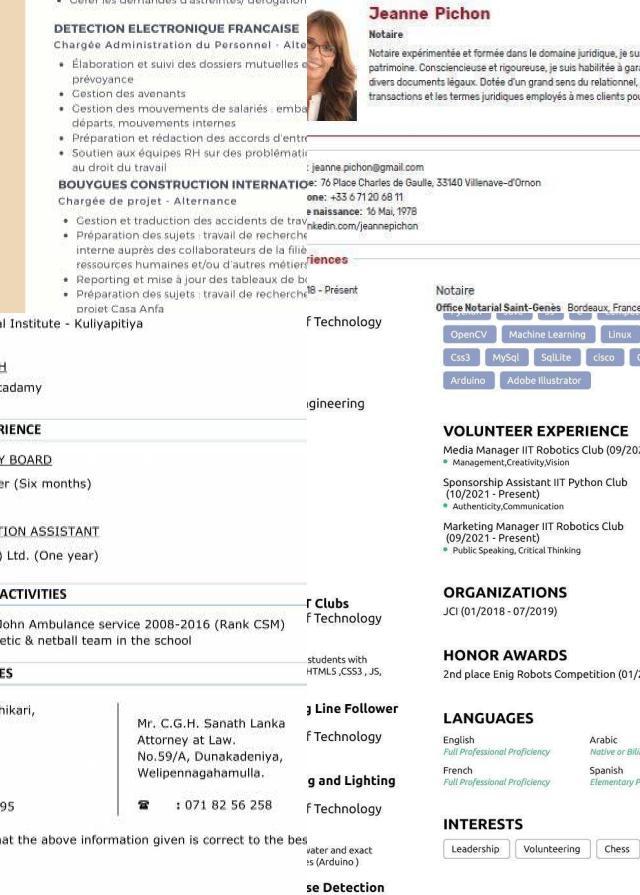 Gérer les demandes d'astreintes/ dérogation
DETECTION ELECTRONIQUE FRANCAISE
Chargée Administration du Personnel - Alte
Élaboration et suivi des dossiers mutuelles e
prévoyance
Gestion des avenants
Gestion des mouvements de salariés : emba
départs, mouvements internes
Préparation et rédaction des accords d'entre
Soutien aux équipes RH sur des problémati
au droit du travail
BOUYGUES CONSTRUCTION INTERNATIO
Chargée de projet - Alternance
Gestion et traduction des accidents de trav
Préparation des sujets : travail de recherche
interne auprès des collaborateurs de la filiè
ressources humaines et/ou d'autres métiers
Reporting et mise à jour des tableaux de bo
Préparation des sujets : travail de recherche
projet Casa Anfa
Jeanne Pichon
Notaire
Notaire expérimentée et formée dans le domaine juridique, je su
patrimoine. Consciencieuse et rigoureuse, je suis habilitée à gara
divers documents légaux. Dotée d'un grand sens du relationnel,
transactions et les termes juridiques employés à mes clients pou
: jeanne.pichon@gmail.com
e: 76 Place Charles de Gaulle, 33140 Villenave-d'Ornon
one: +33 6 71 20 68 11
e naissance: 16 Mai, 1978
nkedin.com/jeannepichon
riences
18 - Présent
Notaire
Office Notarial Saint-Genès Bordeaux, France
al Institute - Kuliyapitiya
H
cadamy
RIENCE
Y BOARD
er (Six months)
TION ASSISTANT
) Ltd. (One year)
ACTIVITIES
John Ambulance service 2008-2016 (Rank CSM)
etic & netball team in the school
ES
hikari,
95
Mr. C.G.H. Sanath Lanka
Attorney at Law.
No.59/A, Dunakadeniya,
Welipennagahamulla.
☎ : 071 82 56 258
hat the above information given is correct to the bes
f Technology
gineering
T Clubs
f Technology
students with
HTML5 ,CSS3 , JS,
g Line Follower
f Technology
g and Lighting
f Technology
water and exact
es (Arduino )
se Detection
OpenCV Machine Learning Linux
Css3 MySql SqlLite cisco
Arduino Adobe Illustrator
VOLUNTEER EXPERIENCE
Media Manager IIT Robotics Club (09/202
Management,Creativity,Vision
Sponsorship Assistant IIT Python Club
(10/2021 - Present)
Authenticity,Communication
Marketing Manager IIT Robotics Club
(09/2021 - Present)
Public Speaking, Critical Thinking
ORGANIZATIONS
JCI (01/2018 - 07/2019)
HONOR AWARDS
2nd place Enig Robots Competition (01/2
LANGUAGES
English
Full Professional Proficiency
Arabic
Native or Bili
French
Full Professional Proficiency
Spanish
Elementary P
INTERESTS
Leadership Volunteering Chess